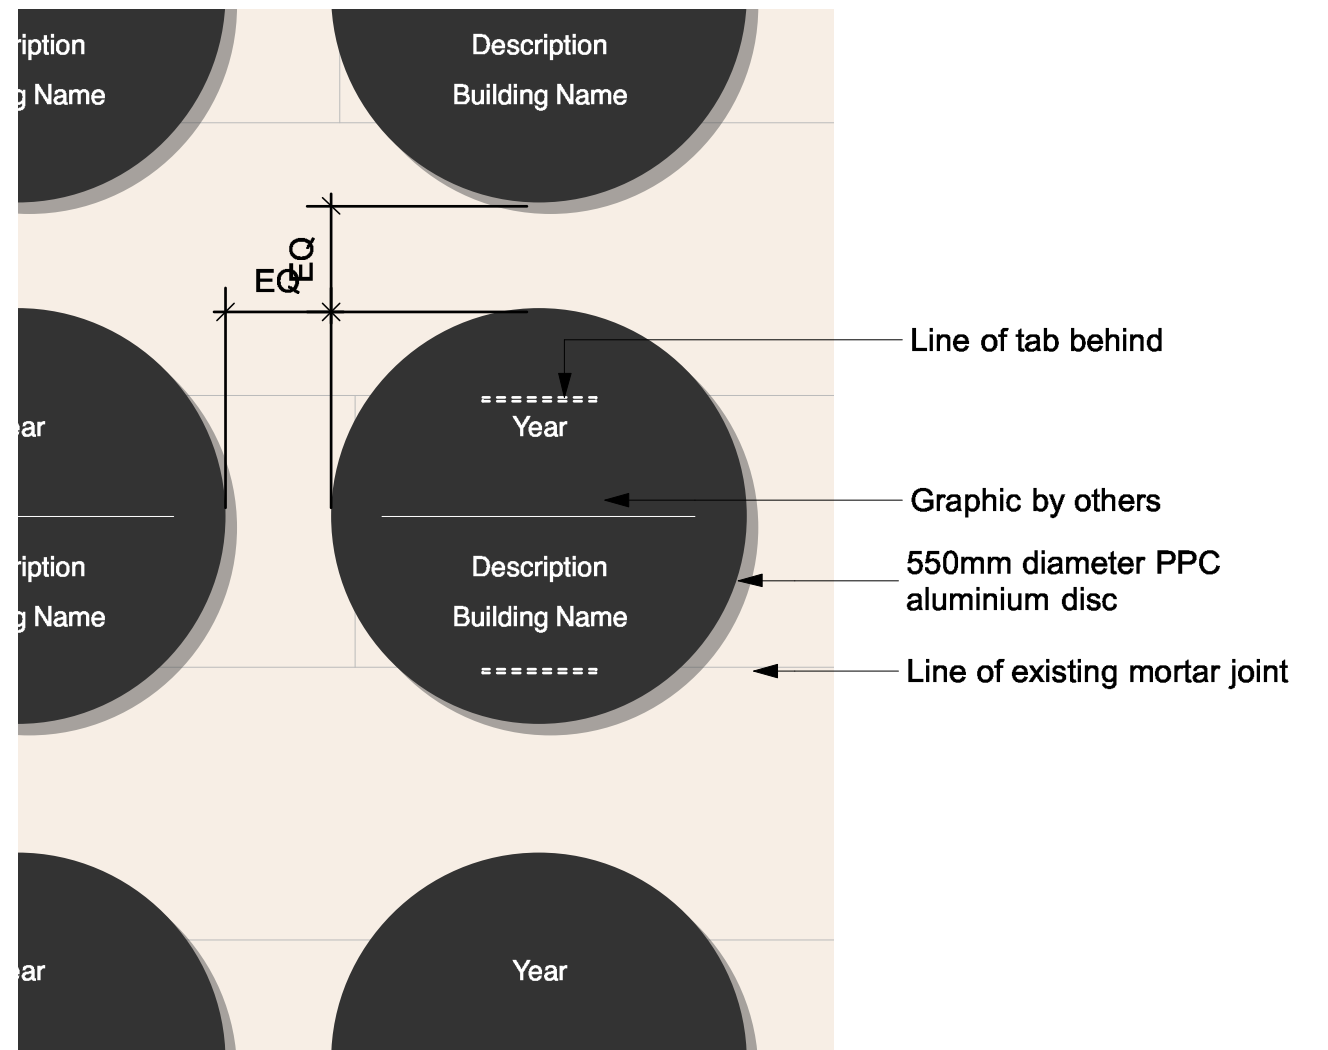 ription
Description
g Name
Building Name
EQ
EQ
Line of tab behind
ear
Year
Graphic by others
ription
Description
550mm diameter PPC
aluminium disc
g Name
Building Name
Line of existing mortar joint
ear
Year